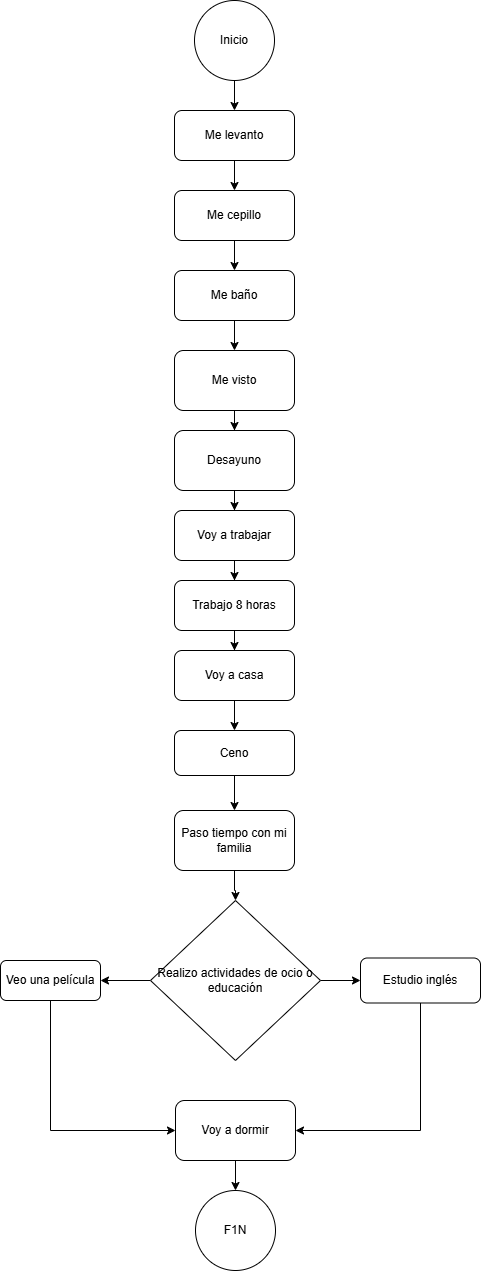 Inicio
Me levanto
Me cepillo
Me baño
Me visto
Desayuno
Voy a trabajar
Trabajo 8 horas
Voy a casa
Ceno
Paso tiempo con mi
familia
Realizo actividades de ocio o
educación
Veo una película
Estudio inglés
Voy a dormir
F1N